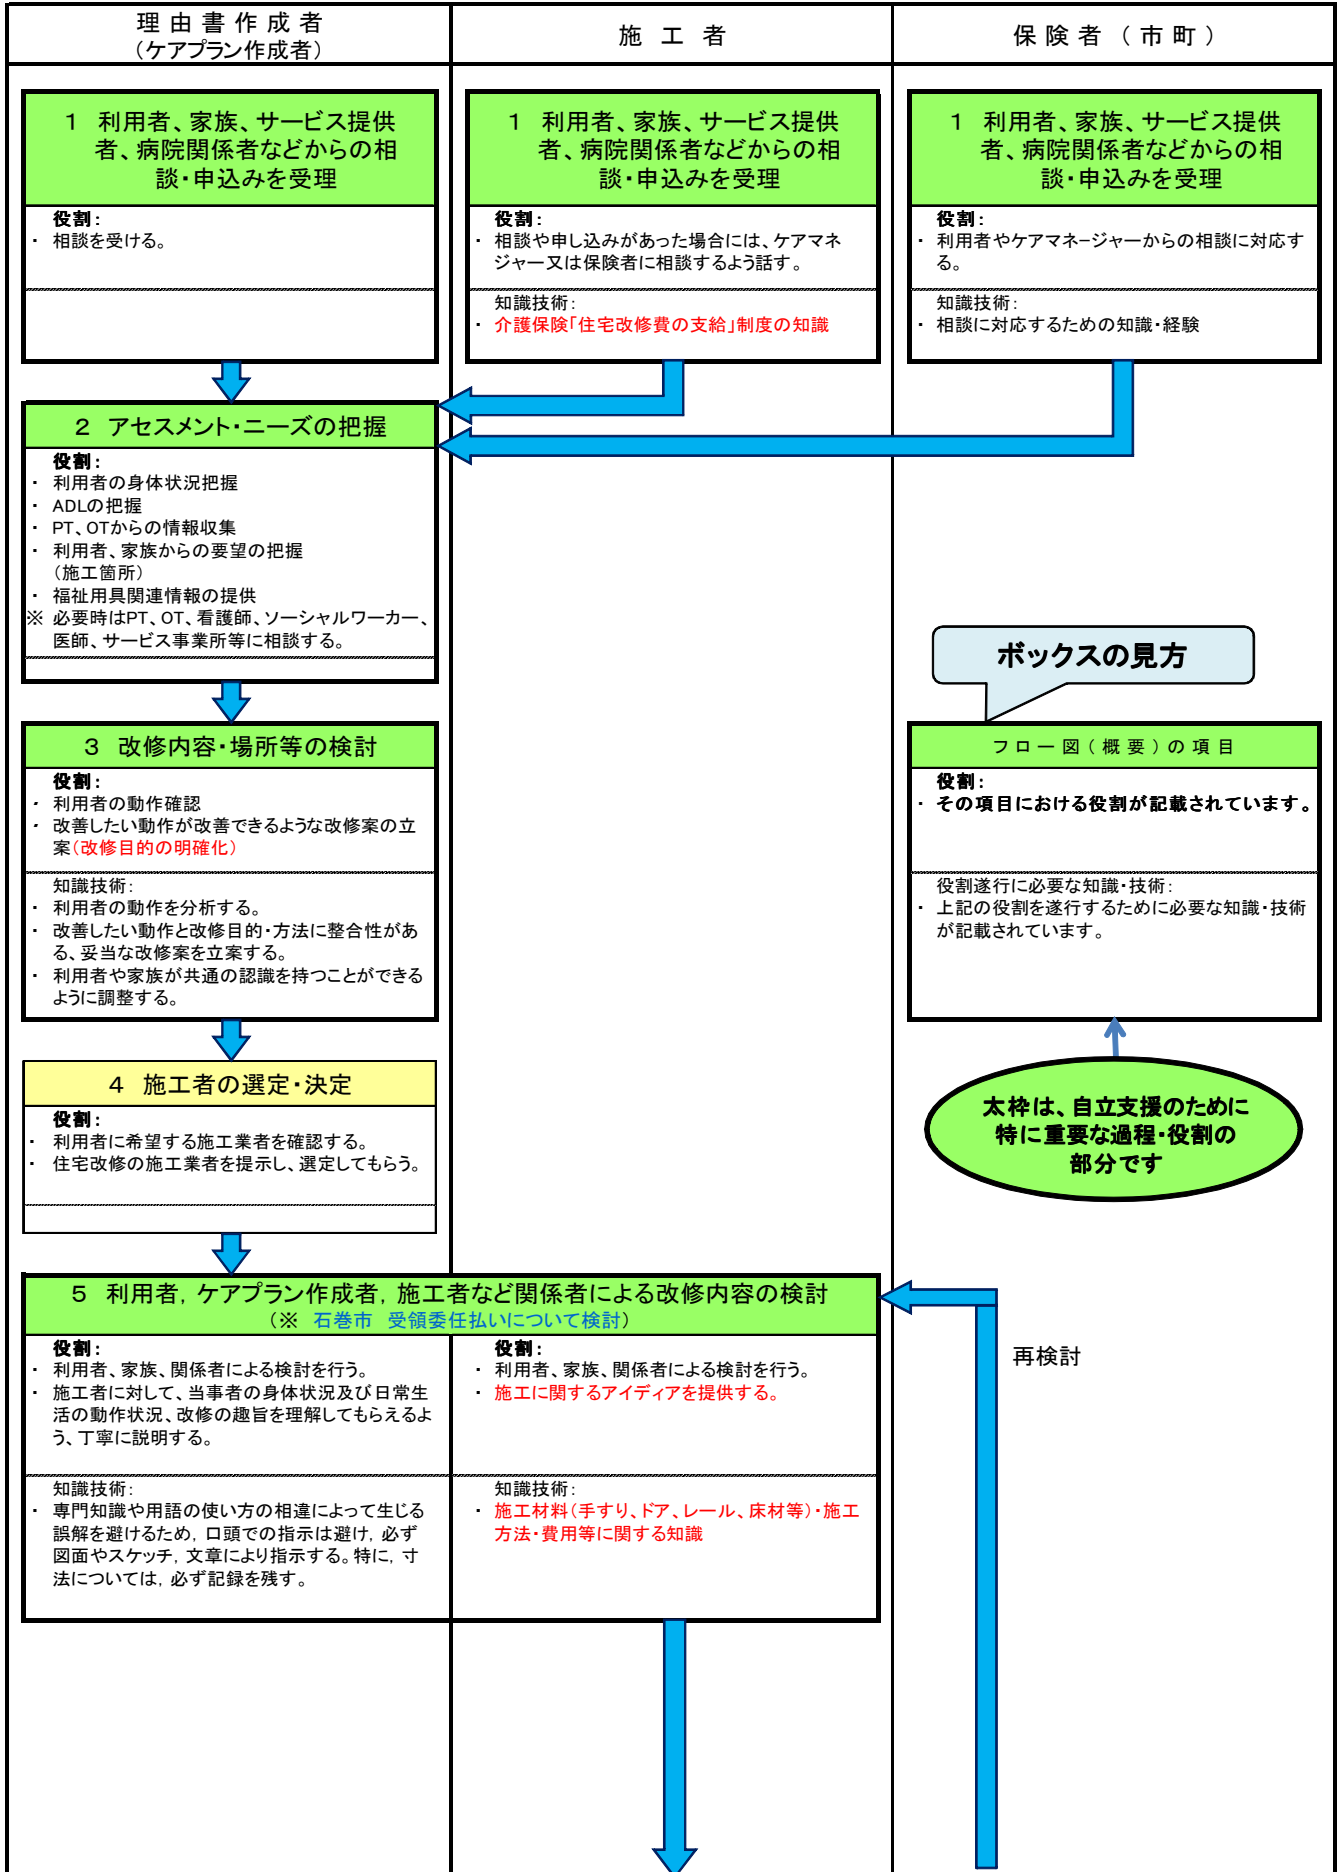 理由書作成者
(ケアプラン作成者)
施工者
保険者（市町）
1 利用者、家族、サービス提供
者、病院関係者などからの相
談・申込みを受理
役割：
・ 相談を受ける。
1 利用者、家族、サービス提供
者、病院関係者などからの相
談・申込みを受理
役割：
・ 相談や申し込みがあった場合には、ケアマネ
ジャー又は保険者に相談するよう話す。
知識技術：
・ 介護保険「住宅改修費の支給」制度の知識
1 利用者、家族、サービス提供
者、病院関係者などからの相
談・申込みを受理
役割：
・ 利用者やケアマネージャーからの相談に対応す
る。
知識技術：
・ 相談に対応するための知識・経験
2 アセスメント・ニーズの把握
役割：
・ 利用者の身体状況把握
・ ADLの把握
・ PT、OTからの情報収集
・ 利用者、家族からの要望の把握
（施工箇所）
・ 福祉用具関連情報の提供
※ 必要時はPT、OT、看護師、ソーシャルワーカー、
医師、サービス事業所等に相談する。
ボックスの見方
3 改修内容・場所等の検討
役割：
・ 利用者の動作確認
・ 改善したい動作が改善できるような改修案の立
案（改修目的の明確化）
知識技術：
・ 利用者の動作を分析する。
・ 改善したい動作と改修目的・方法に整合性があ
る、妥当な改修案を立案する。
・ 利用者や家族が共通の認識を持つことができる
ように調整する。
フロー図（概要）の項目
役割：
・ その項目における役割が記載されています。
役割遂行に必要な知識・技術：
・ 上記の役割を遂行するために必要な知識・技術
が記載されています。
太枠は、自立支援のために
特に重要な過程・役割の
部分です
4 施工者の選定・決定
役割：
・ 利用者に希望する施工業者を確認する。
・ 住宅改修の施工業者を提示し、選定してもらう。
5 利用者，ケアプラン作成者，施工者など関係者による改修内容の検討
（※ 石巻市 受領委任払いについて検討）
役割：
・ 利用者、家族、関係者による検討を行う。
・ 施工者に対して、当事者の身体状況及び日常生
活の動作状況、改修の趣旨を理解してもらえるよ
う、丁寧に説明する。
知識技術：
・ 専門知識や用語の使い方の相違によって生じる
誤解を避けるため，口頭での指示は避け，必ず
図面やスケッチ，文章により指示する。特に，寸
法については，必ず記録を残す。
役割：
・ 利用者、家族、関係者による検討を行う。
・ 施工に関するアイディアを提供する。
知識技術：
・ 施工材料（手すり、ドア、レール、床材等）・施工
方法・費用等に関する知識
再検討